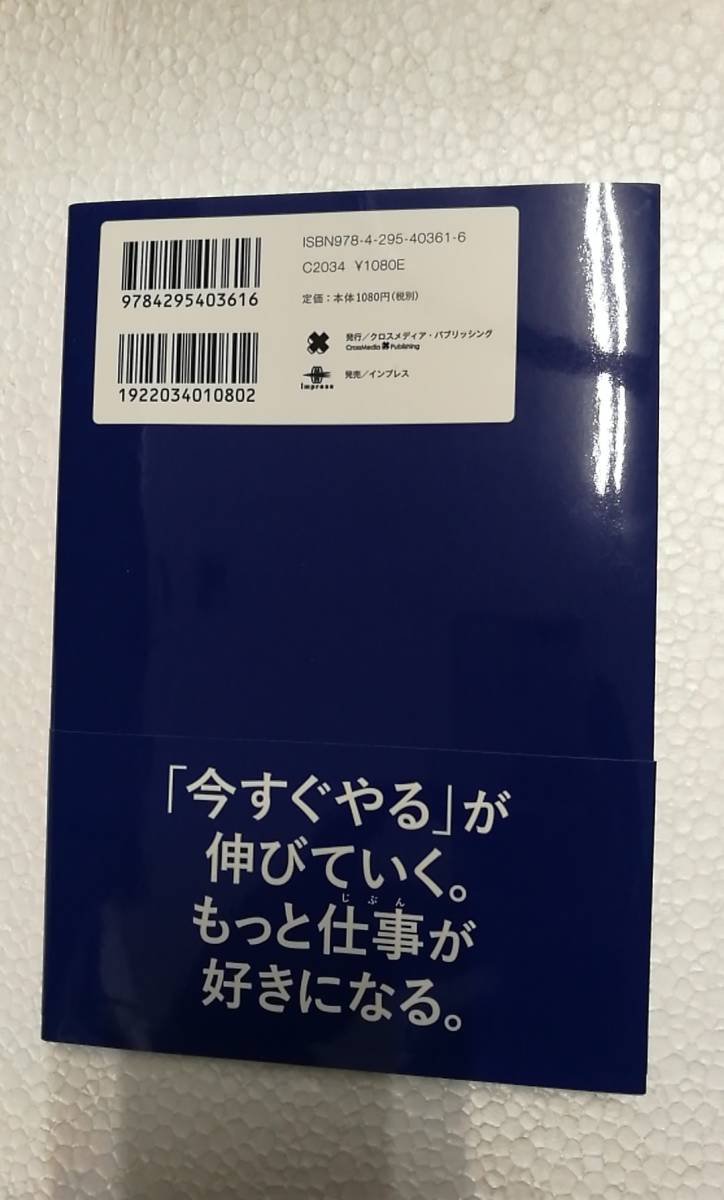 ISBN978-4-295-40361-6
C2034 ¥1080E
定価：本体1080円（税別）
9784295403616
1922034010802
発行／クロスメディア・パブリッシング
CrossMedia Publishing
Impress
発売／インプレス
「今すぐやる」が
伸びていく。
じぶん
もっと仕事が
好きになる。